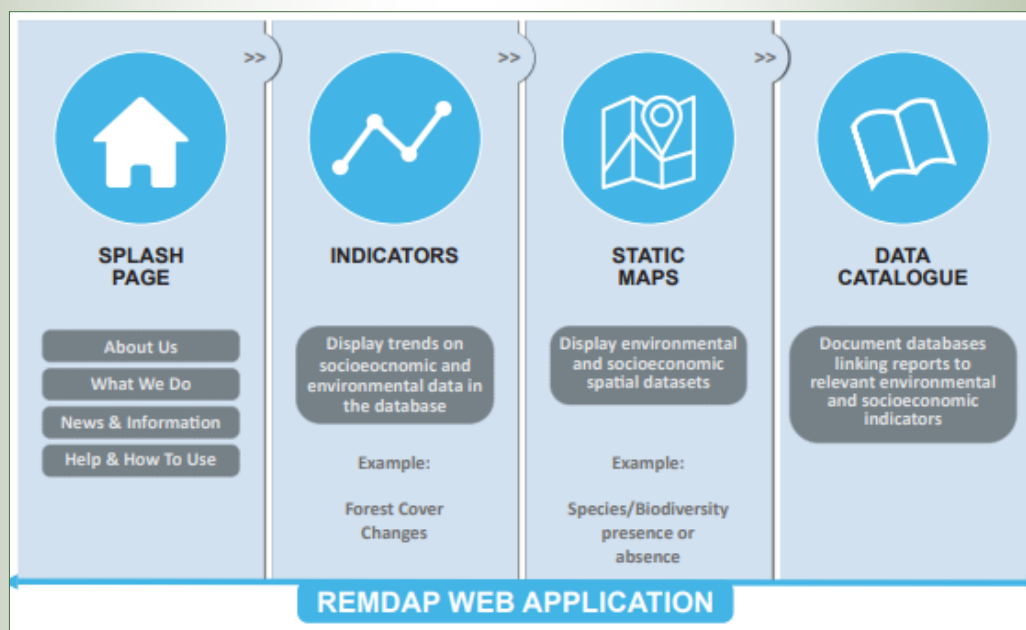 >>
>>
>>
SPLASH
PAGE
About Us
What We Do
News & Information
Help & How To Use
INDICATORS
Display trends on
socioeocnomic and
environmental data in
the database
Example:
Forest Cover
Changes
STATIC
MAPS
Display environmental
and socioeconomic
spatial datasets
Example:
Species/Biodiversity
presence or
absence
DATA
CATALOGUE
Document databases
linking reports to
relevant environmental
and socioeconomic
indicators
REMDAP WEB APPLICATION